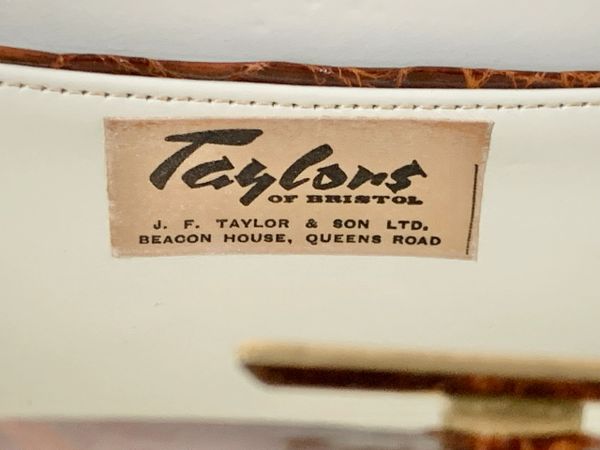 Taylors
OF BRISTOL
J. F. TAYLOR & SON LTD.
BEACON HOUSE, QUEENS ROAD